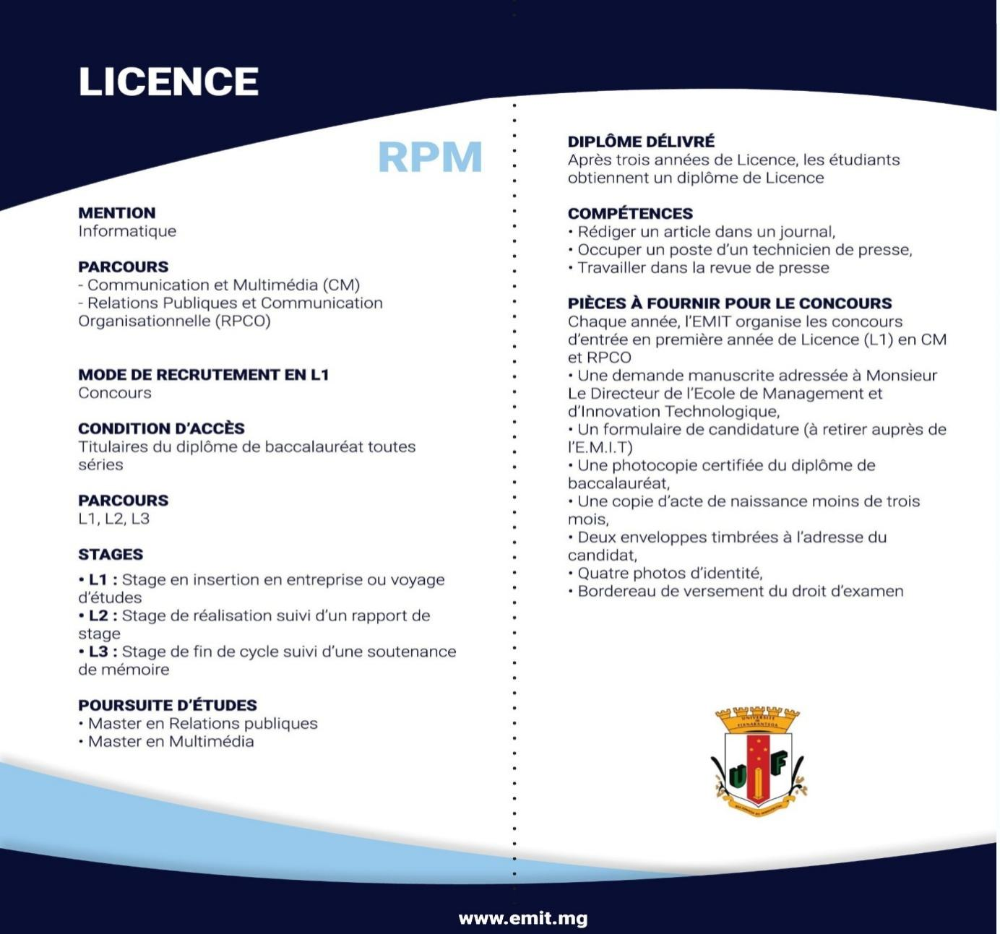 LICENCE
RPM
MENTION
Informatique
PARCOURS
- Communication et Multimédia (CM)
- Relations Publiques et Communication
Organisationnelle (RPCO)
MODE DE RECRUTEMENT EN L1
Concours
CONDITION D'ACCÈS
Titulaires du diplôme de baccalauréat toutes
séries
PARCOURS
L1, L2, L3
STAGES
• L1 : Stage en insertion en entreprise ou voyage
d'études
• L2 : Stage de réalisation suivi d'un rapport de
stage
• L3 : Stage de fin de cycle suivi d'une soutenance
de mémoire
POURSUITE D'ÉTUDES
• Master en Relations publiques
• Master en Multimédia
DIPLÔME DÉLIVRÉ
Après trois années de Licence, les étudiants
obtiennent un diplôme de Licence
COMPÉTENCES
• Rédiger un article dans un journal,
• Occuper un poste d'un technicien de presse,
• Travailler dans la revue de presse
PIÈCES À FOURNIR POUR LE CONCOURS
Chaque année, l'EMIT organise les concours
d'entrée en première année de Licence (L1) en CM
et RPCO
• Une demande manuscrite adressée à Monsieur
Le Directeur de l'Ecole de Management et
d'Innovation Technologique,
• Un formulaire de candidature (à retirer auprès de
l'E.M.I.T)
• Une photocopie certifiée du diplôme de
baccalauréat,
• Une copie d'acte de naissance moins de trois
mois,
• Deux enveloppes timbrées à l'adresse du
candidat,
• Quatre photos d'identité,
• Bordereau de versement du droit d'examen
UNIVERSITE
DE
FIANARANTSOA
U F
www.emit.mg